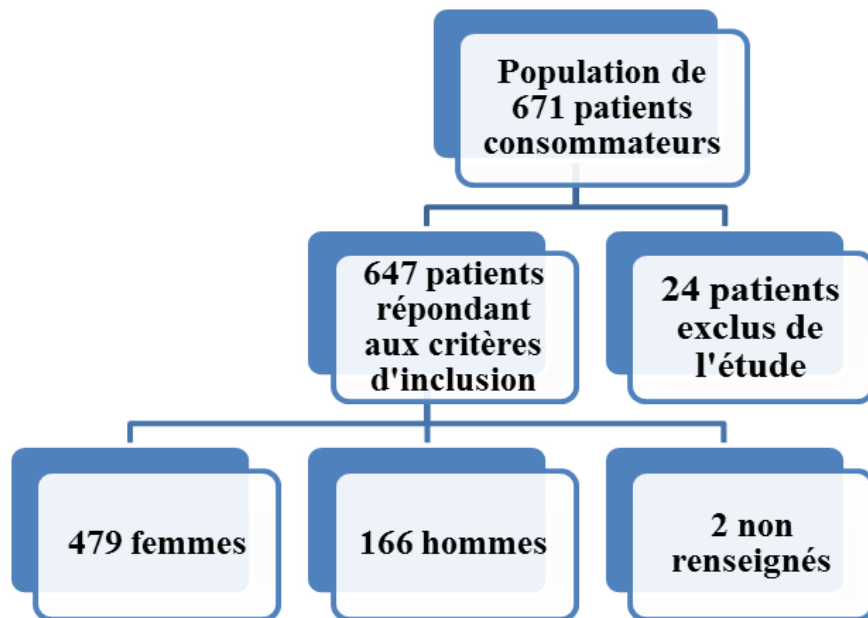 Population de
671 patients
consommateurs
647 patients
répondant
aux critères
d'inclusion
24 patients
exclus de
l'étude
479 femmes
166 hommes
2 non
renseignés